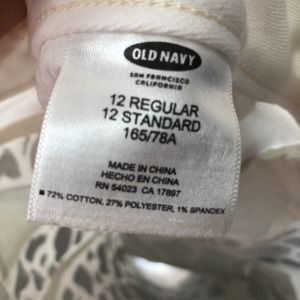 OLD NAVY
SAN FRANCISCO
CALIFORNIA
12 REGULAR
12 STANDARD
165/78A
MADE IN CHINA
HECHO EN CHINA
RN 54023 CA 17897
72% COTTON, 27% POLYESTER, 1% SPANDEX